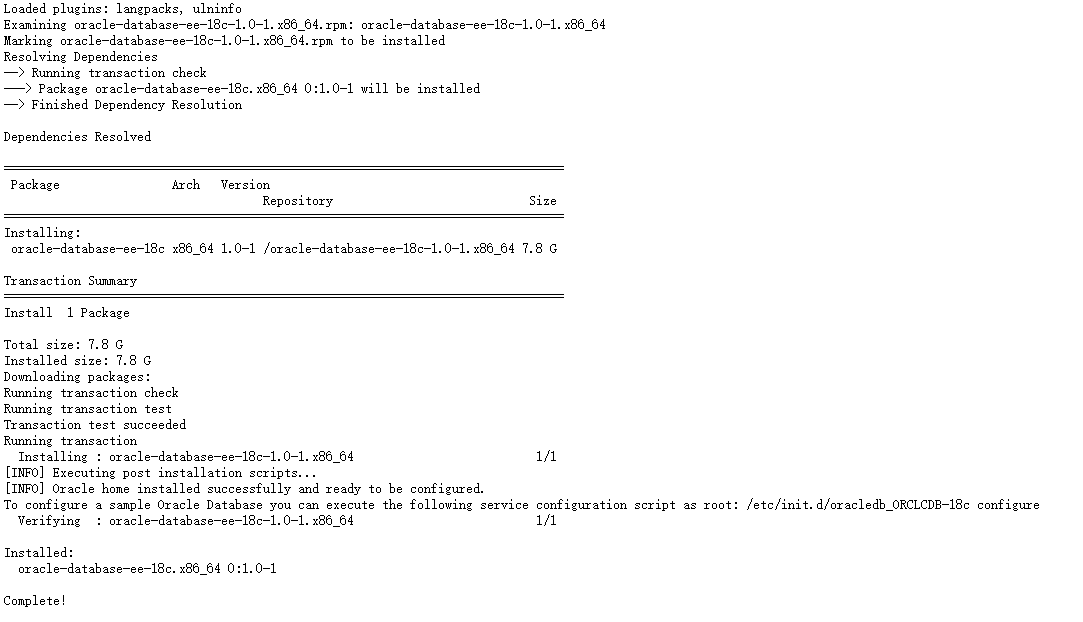 Loaded plugins: langpacks, ulninfo
Examining oracle-database-ee-18c-1.0-1.x86_64.rpm: oracle-database-ee-18c-1.0-1.x86_64
Marking oracle-database-ee-18c-1.0-1.x86_64.rpm to be installed
Resolving Dependencies
--> Running transaction check
---> Package oracle-database-ee-18c.x86_64 0:1.0-1 will be installed
--> Finished Dependency Resolution
Dependencies Resolved
Package Arch Version
Repository Size
Installing:
oracle-database-ee-18c x86_64 1.0-1 /oracle-database-ee-18c-1.0-1.x86_64 7.8 G
Transaction Summary
Install 1 Package
Total size: 7.8 G
Installed size: 7.8 G
Downloading packages:
Running transaction check
Running transaction test
Transaction test succeeded
Running transaction
Installing : oracle-database-ee-18c-1.0-1.x86_64 1/1
[INFO] Executing post installation scripts...
[INFO] Oracle home installed successfully and ready to be configured.
To configure a sample Oracle Database you can execute the following service configuration script as root: /etc/init.d/oracledb_ORCLCDB-18c configure
Verifying : oracle-database-ee-18c-1.0-1.x86_64 1/1
Installed:
oracle-database-ee-18c.x86_64 0:1.0-1
Complete!